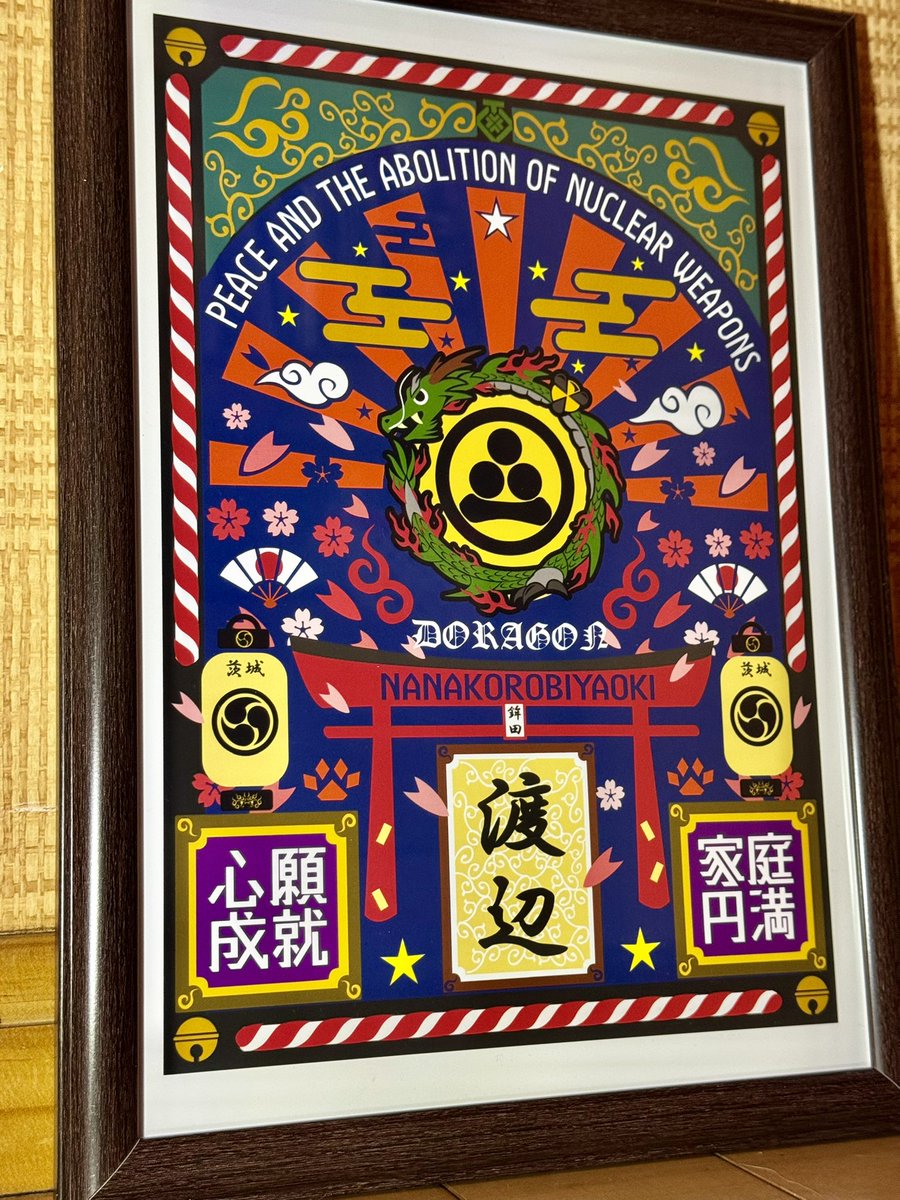 PEACE AND THE ABOLITION OF NUCLEAR WEAPONS
DORAGON
NANAKOROBIYAOKI
茨城
鉾田
茨城
渡辺
心願
成就
家庭
円満